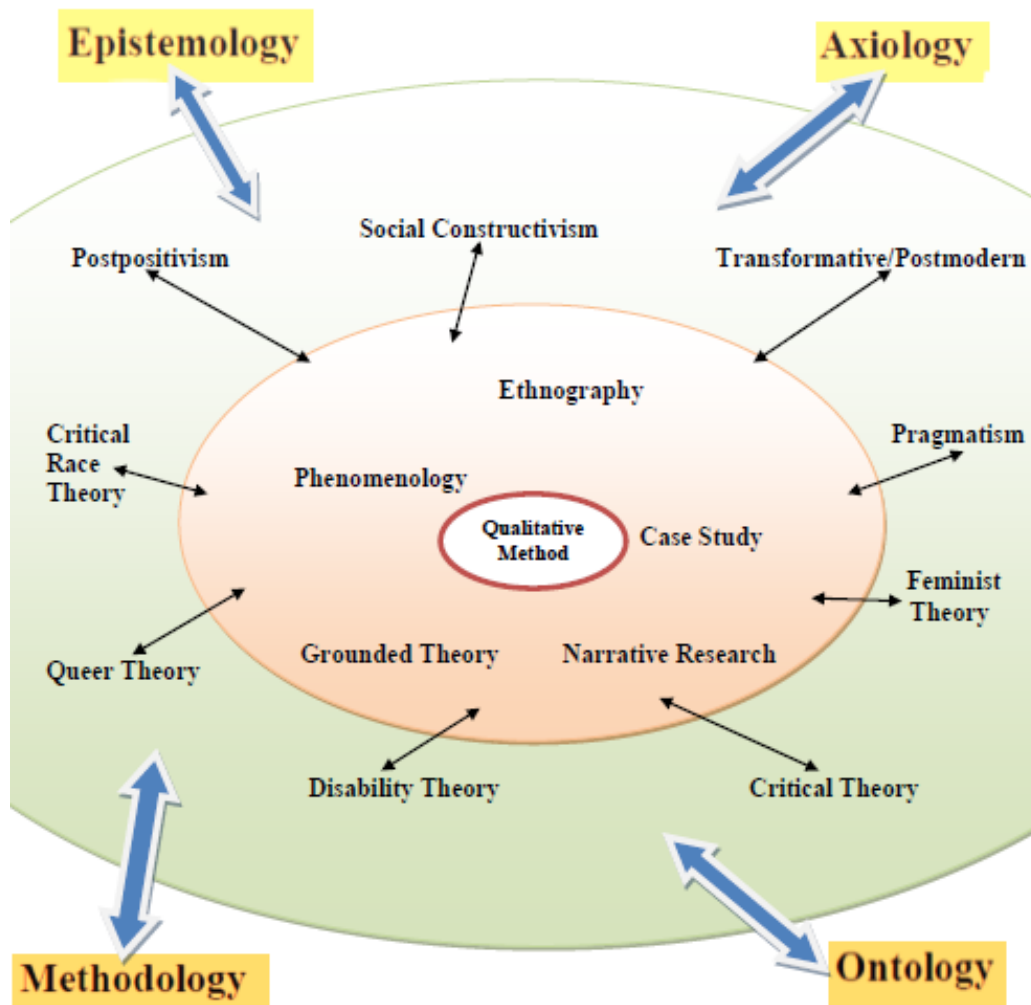 Epistemology
Axiology
Social Constructivism
Postpositivism
Transformative/Postmodern
Ethnography
Critical
Race
Theory
Pragmatism
Phenomenology
Qualitative
Method
Case Study
Feminist
Theory
Grounded Theory
Narrative Research
Queer Theory
Disability Theory
Critical Theory
Methodology
Ontology